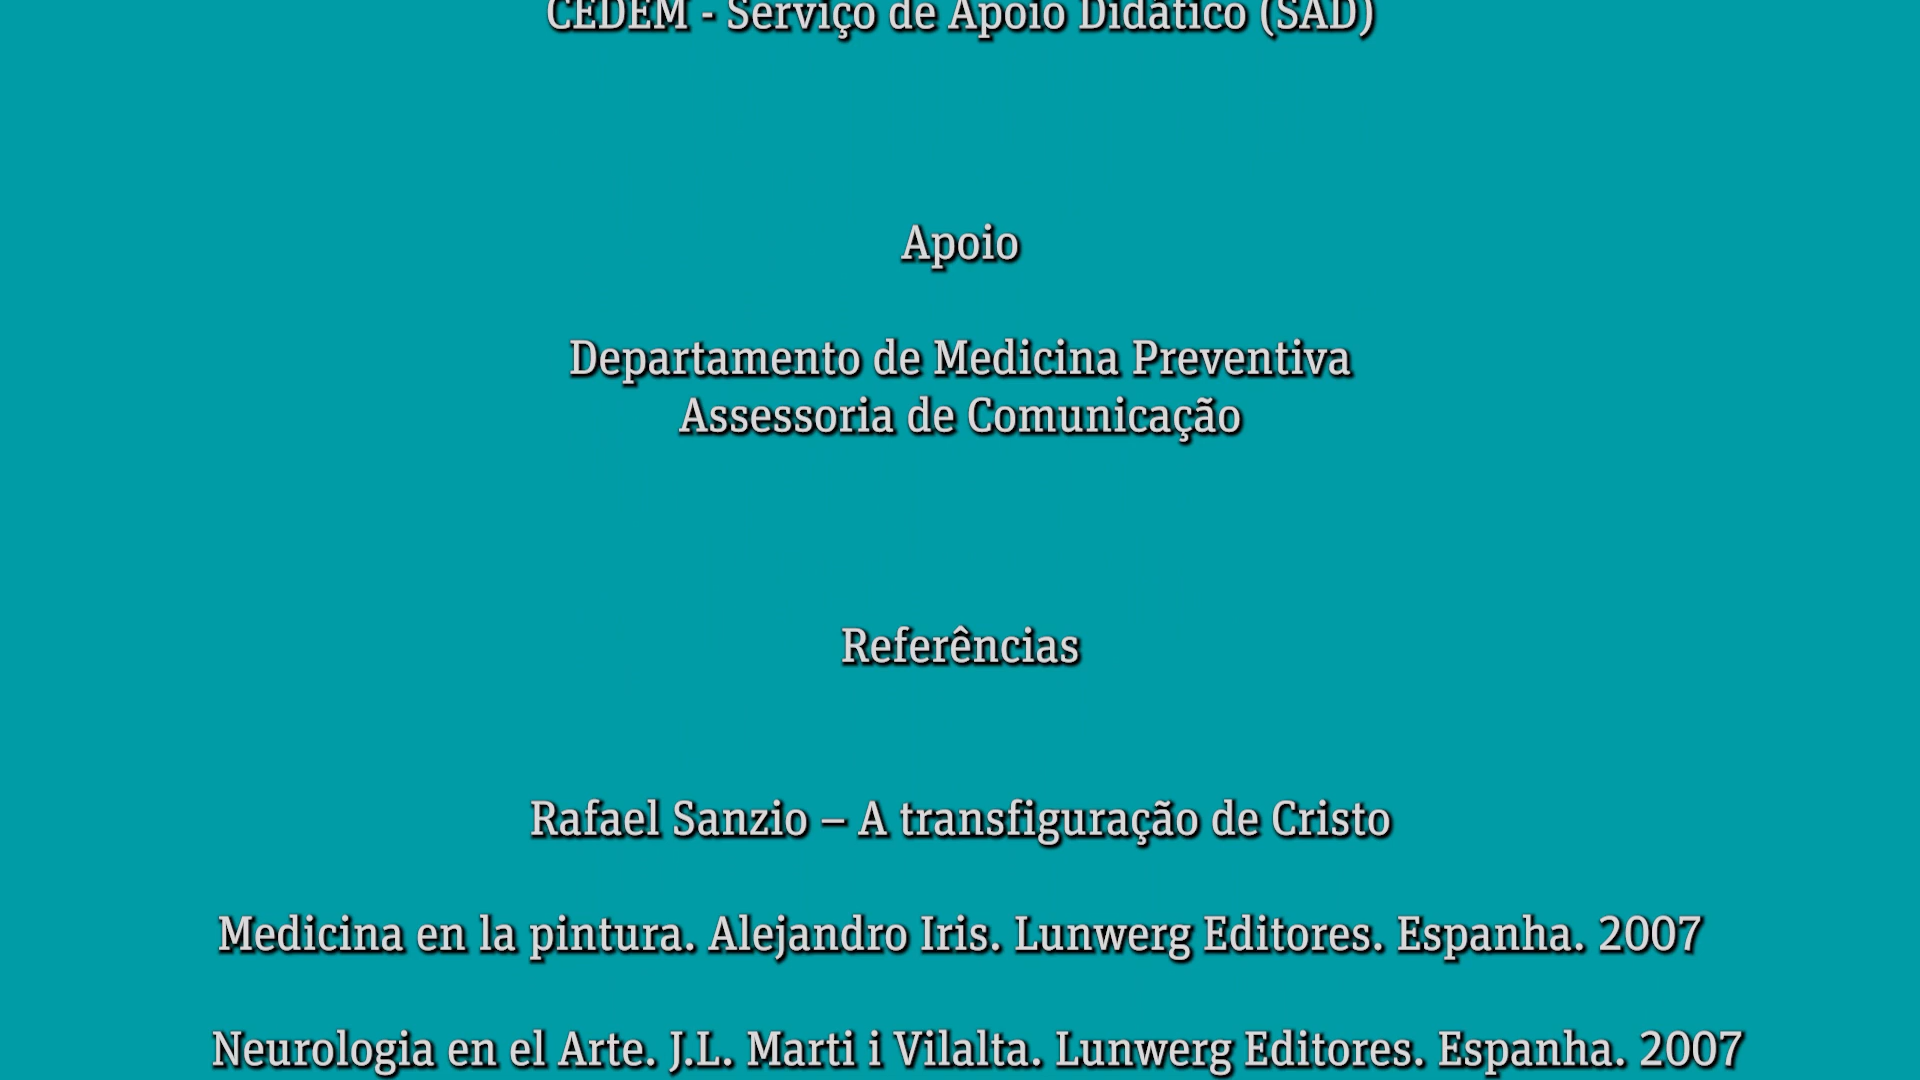 CEDEM - Serviço de Apoio Didático (SAD)
Apoio
Departamento de Medicina Preventiva
Assessoria de Comunicação
Referências
Rafael Sanzio – A transfiguração de Cristo
Medicina en la pintura. Alejandro Iris. Lunwerg Editores. Espanha. 2007
Neurologia en el Arte. J.L. Marti i Vilalta. Lunwerg Editores. Espanha. 2007